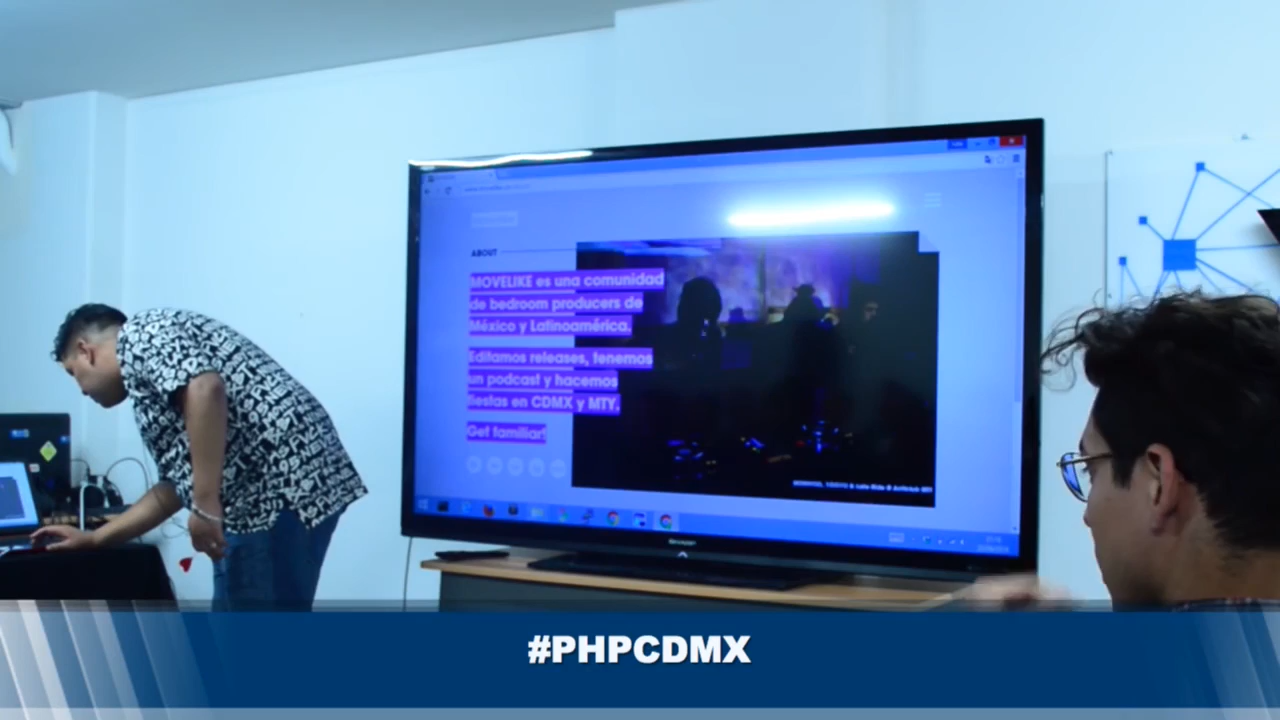 ABOUT
MOVELIKE es una comunidad
de bedroom producers de
México y Latinoamérica.
Editamos releases, tenemos
un podcast y hacemos
fiestas en CDMX y MTY.
Get familiar!
#PHPCDMX